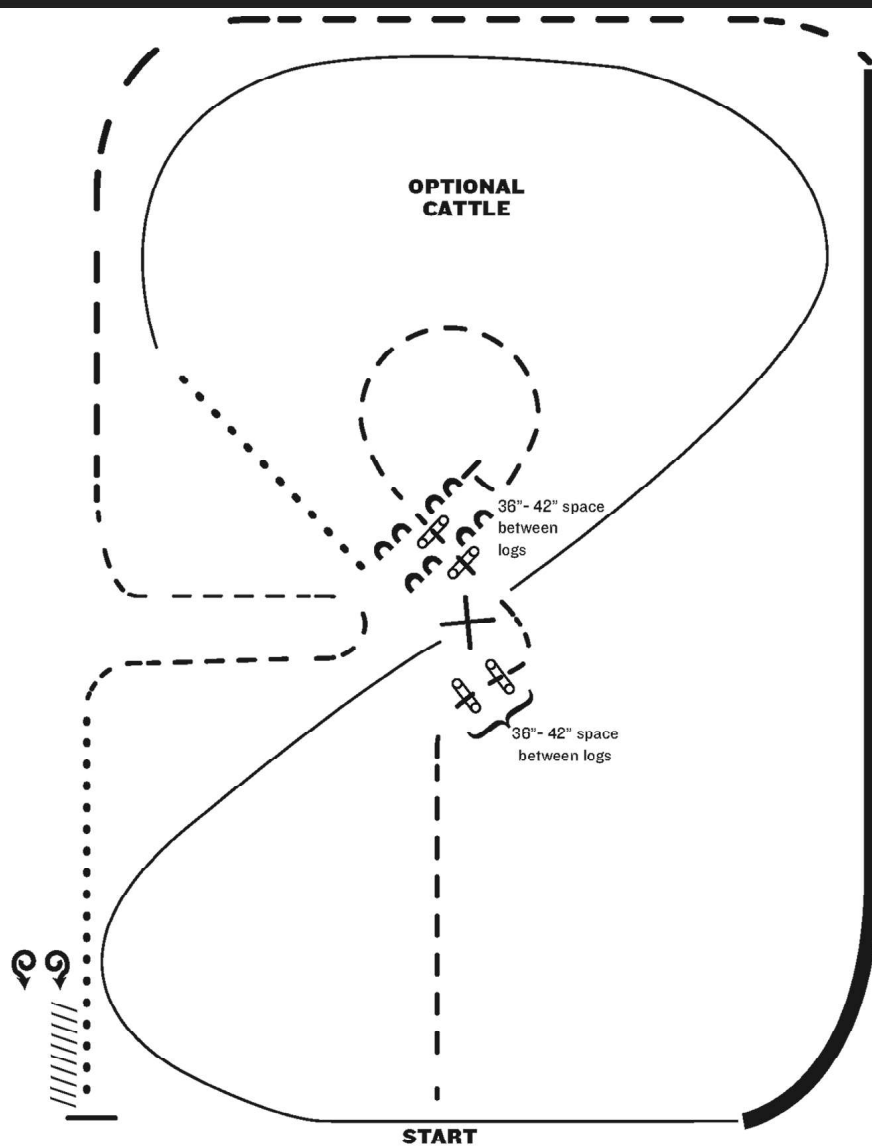 OPTIONAL
CATTLE
36"- 42" space
between
logs
36"- 42" space
between logs
START